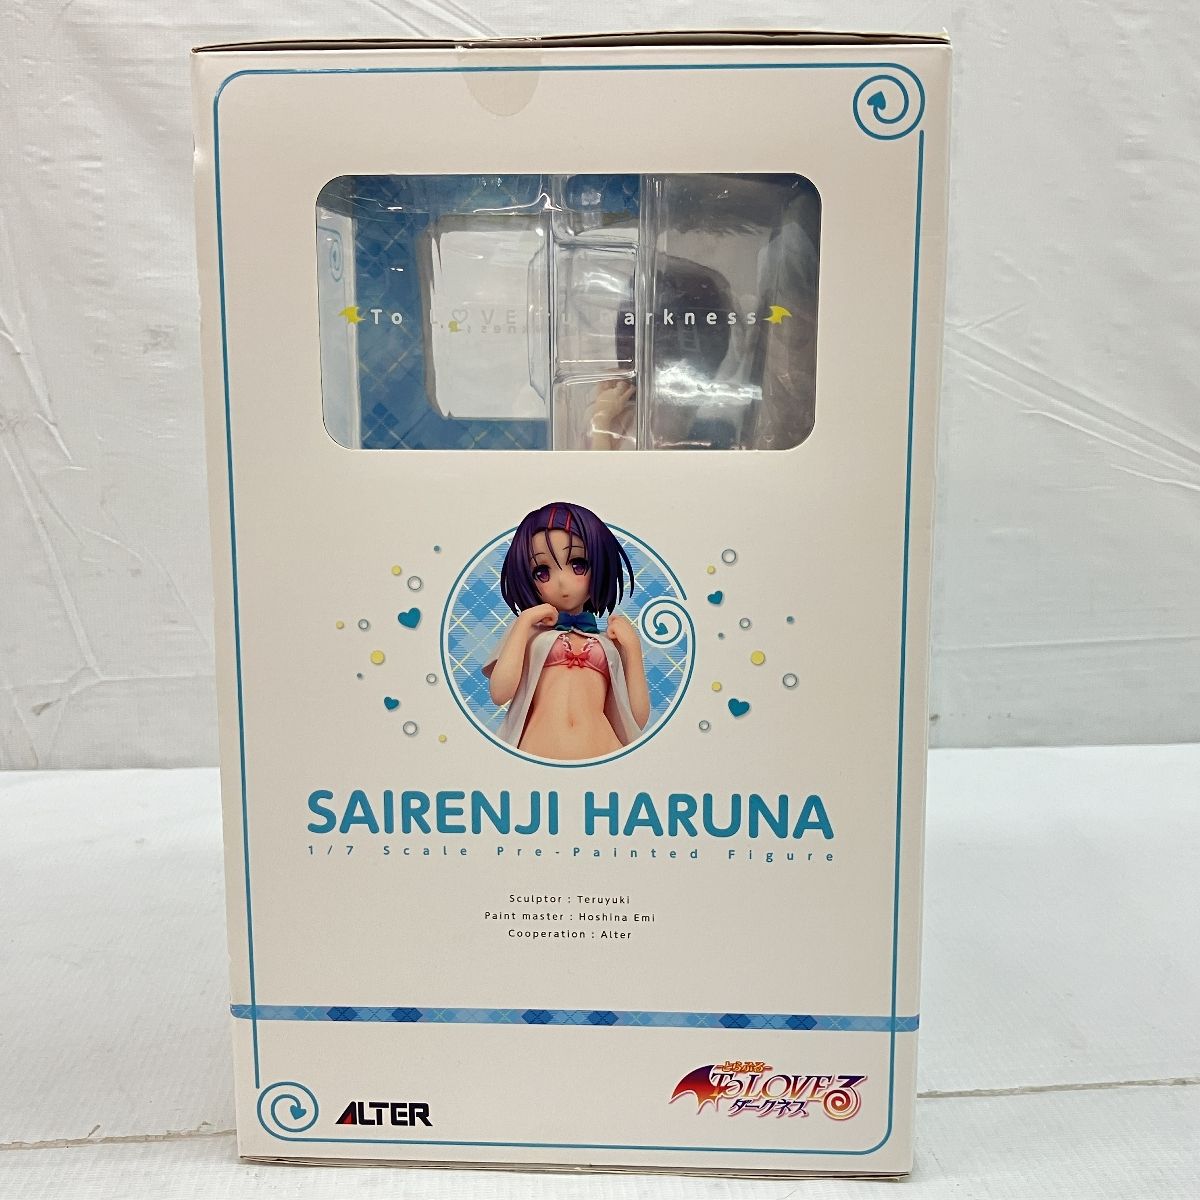 To L♡VE ru Darkness
SAIRENJI HARUNA
1/7 Scale Pre-Painted Figure
Sculptor : Teruyuki
Paint master : Hoshina Emi
Cooperation : Alter
ALTER
-とらぶる-
To LOVEる
ダークネス